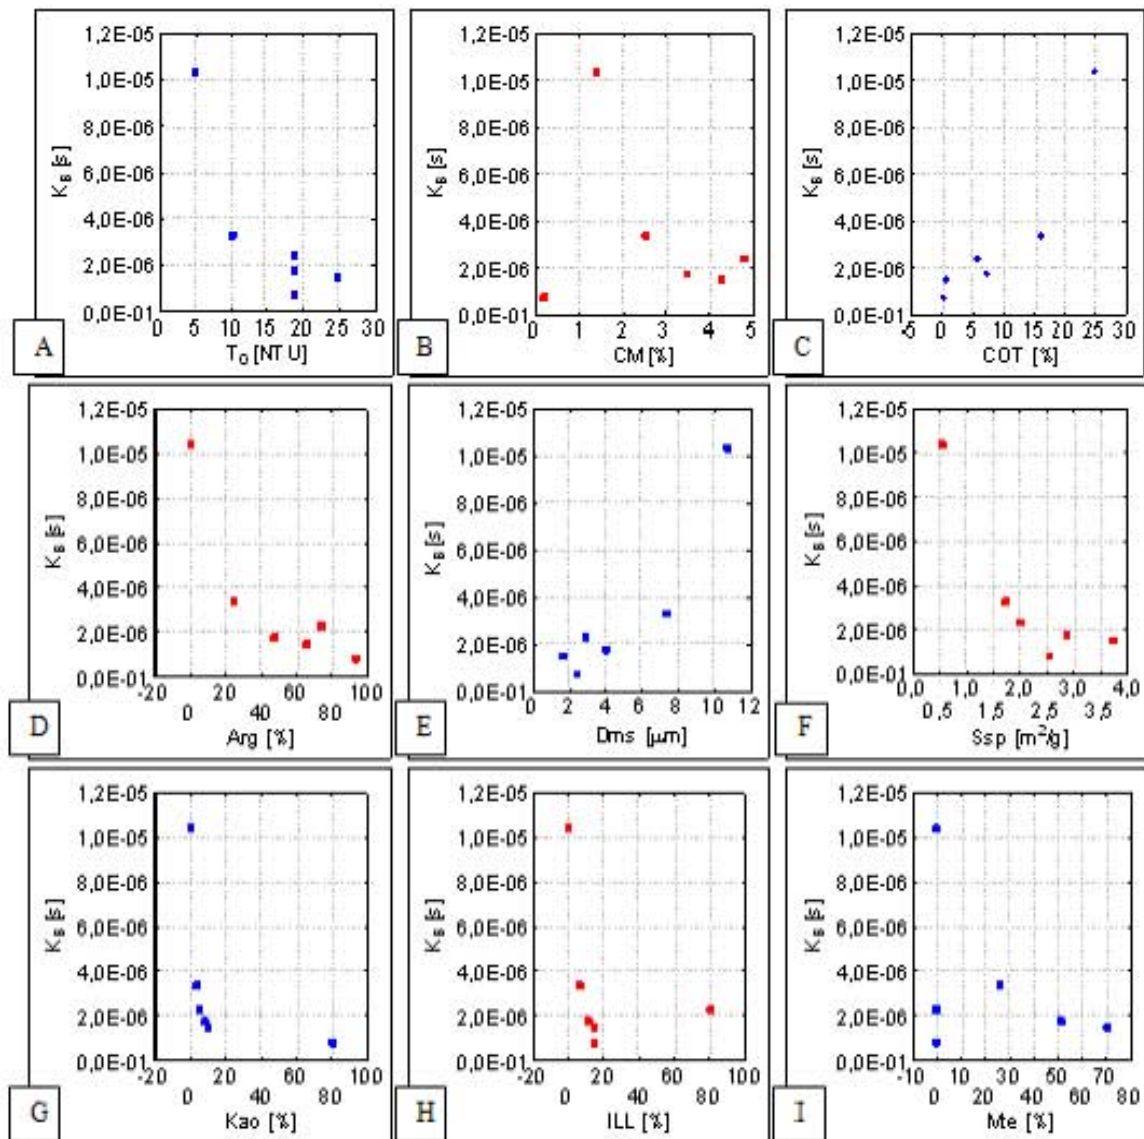 1,2E-05
1,0E-05
8,0E-06
6,0E-06
4,0E-06
2,0E-06
0,0E-01
K_B [s]
0 5 10 15 20 25 30
T_0 [NTU]
A
1,2E-05
1,0E-05
8,0E-06
6,0E-06
4,0E-06
2,0E-06
0,0E-01
K_B [s]
0 1 2 3 4 5
CM [%]
B
1,2E-05
1,0E-05
8,0E-06
6,0E-06
4,0E-06
2,0E-06
0,0E-01
K_B [s]
-5 0 5 10 15 20 25 30
COT [%]
C
1,2E-05
1,0E-05
8,0E-06
6,0E-06
4,0E-06
2,0E-06
0,0E-01
K_B [s]
-20 20 60 100
0 40 80
Arg [%]
D
1,2E-05
1,0E-05
8,0E-06
6,0E-06
4,0E-06
2,0E-06
0,0E-01
K_B [s]
0 2 4 6 8 10 12
Dms [µm]
E
1,2E-05
1,0E-05
8,0E-06
6,0E-06
4,0E-06
2,0E-06
0,0E-01
K_B [s]
0,0 1,0 2,0 3,0 4,0
0,5 1,5 2,5 3,5
Ssp [m²/g]
F
1,2E-05
1,0E-05
8,0E-06
6,0E-06
4,0E-06
2,0E-06
0,0E-01
K_B [s]
-20 20 60 100
0 40 80
Kao [%]
G
1,2E-05
1,0E-05
8,0E-06
6,0E-06
4,0E-06
2,0E-06
0,0E-01
K_B [s]
-20 20 60 100
0 40 80
ILL [%]
H
1,2E-05
1,0E-05
8,0E-06
6,0E-06
4,0E-06
2,0E-06
0,0E-01
K_B [s]
-10 10 30 50 70
0 20 40 60 80
Mte [%]
I